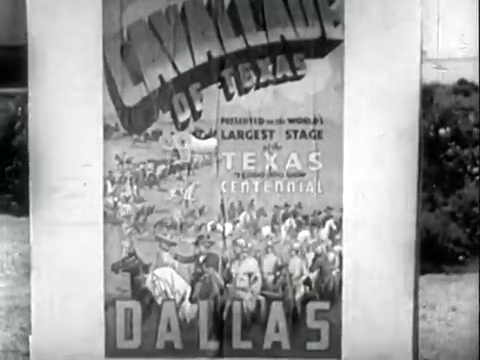 CAVALCADE
OF TEXAS
PRESENTED on the WORLD'S
LARGEST STAGE
at the
TEXAS
CENTENNIAL
DALLAS